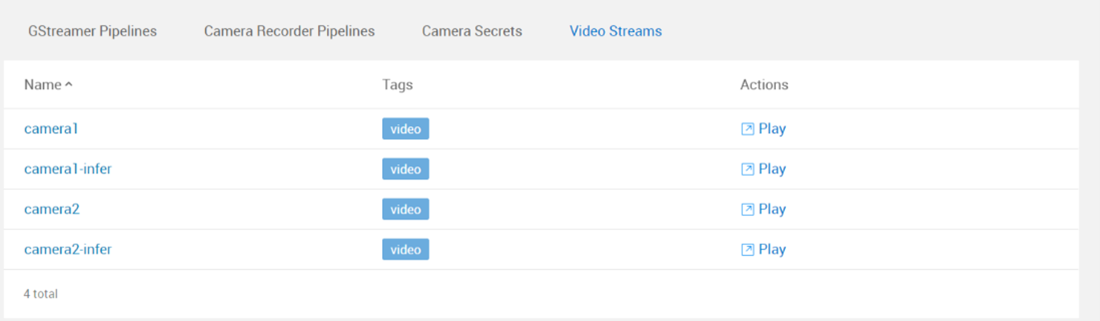 GStreamer Pipelines Camera Recorder Pipelines Camera Secrets Video Streams
Name Tags Actions
camera1 video Play
camera1-infer video Play
camera2 video Play
camera2-infer video Play
4 total